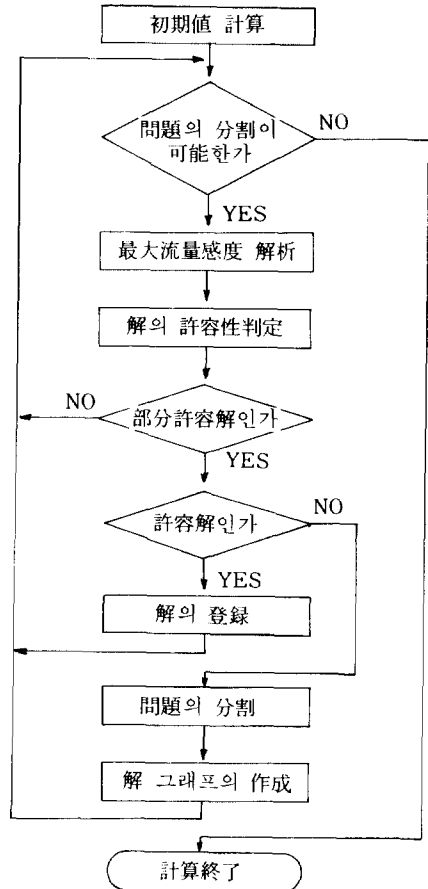 初期値 計算
問題의 分割이
可能한가
NO
YES
最大流量感度 解析
解의 許容性判定
NO
部分許容解인가
YES
許容解인가
NO
YES
解의 登録
問題의 分割
解 그래프의 作成
計算終了